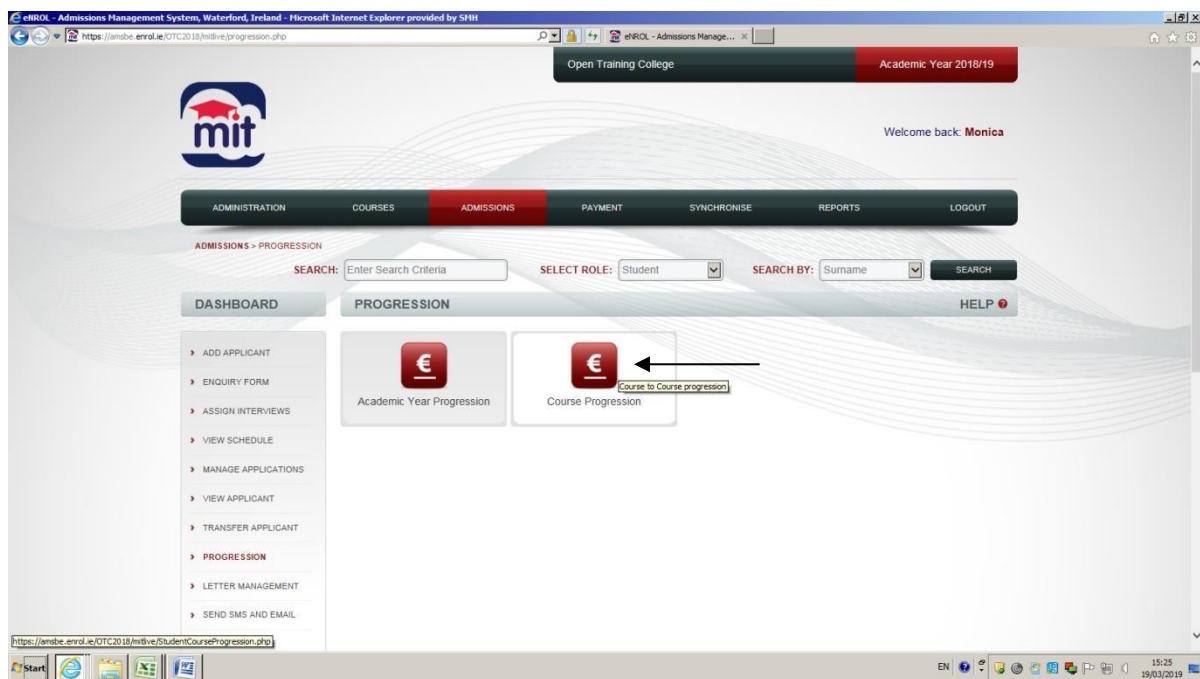 eNROL - Admissions Management System, Waterford, Ireland - Microsoft Internet Explorer provided by SMH
https://amsbe.enrol.ie/OTC2018/mitlive/progression.php
eNROL - Admissions Manage...
Open Training College
Academic Year 2018/19
mit
Welcome back: Monica
ADMINISTRATION COURSES ADMISSIONS PAYMENT SYNCHRONISE REPORTS LOGOUT
ADMISSIONS > PROGRESSION
SEARCH: Enter Search Criteria SELECT ROLE: Student SEARCH BY: Surname SEARCH
DASHBOARD PROGRESSION HELP ?
ADD APPLICANT
ENQUIRY FORM
ASSIGN INTERVIEWS
VIEW SCHEDULE
MANAGE APPLICATIONS
VIEW APPLICANT
TRANSFER APPLICANT
PROGRESSION
LETTER MANAGEMENT
SEND SMS AND EMAIL
€
Academic Year Progression
€
Course to Course progression
Course Progression
https://amsbe.enrol.ie/OTC2018/mitlive/StudentCourseProgression.php
Start
EN
15:25
19/03/2019